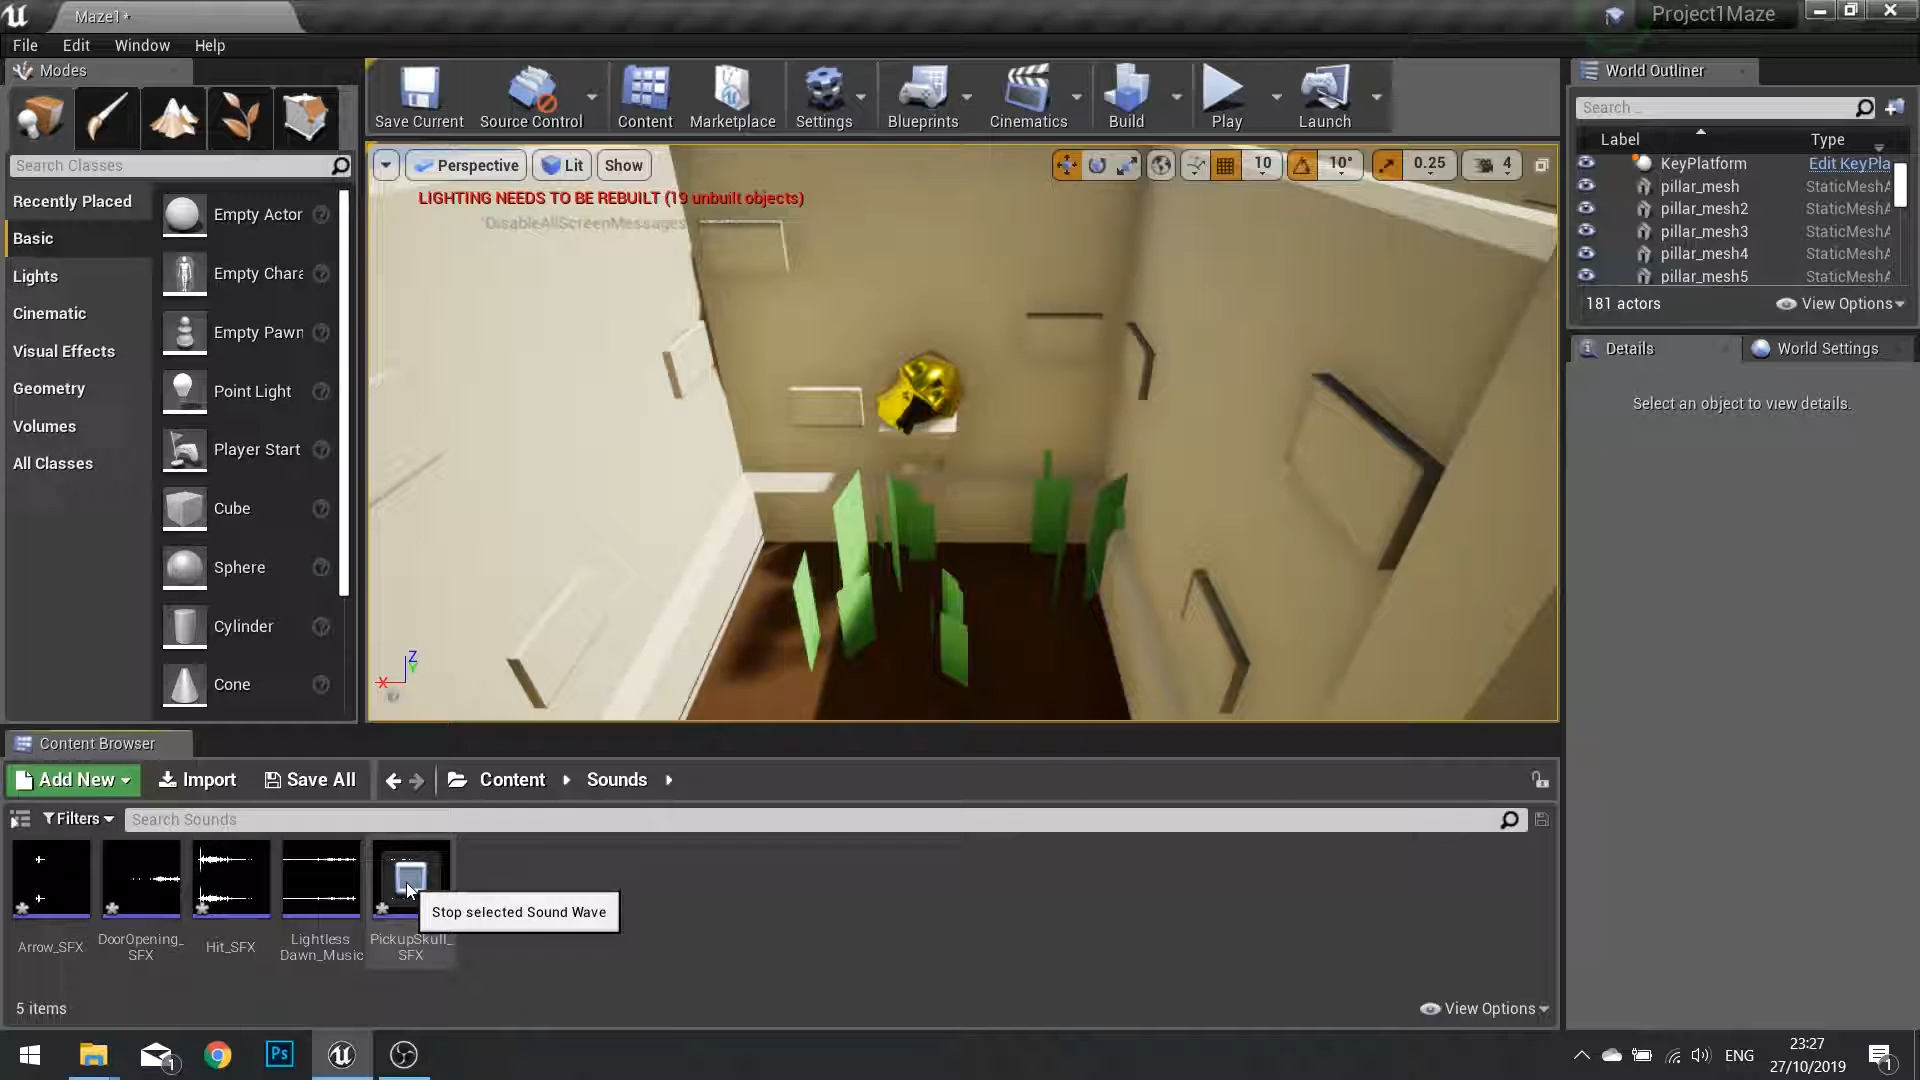 Maze1*
Project1Maze
File Edit Window Help
Modes
World Outliner
Save Current
Source Control
Content
Marketplace
Settings
Blueprints
Cinematics
Build
Play
Launch
Search...
Label
Type
Search Classes
Perspective
Lit
Show
10
10°
0.25
4
KeyPlatform
Edit KeyPla
LIGHTING NEEDS TO BE REBUILT (19 unbuilt objects)
'DisableAllScreenMessages
pillar_mesh
StaticMeshA
pillar_mesh2
StaticMeshA
pillar_mesh3
StaticMeshA
pillar_mesh4
StaticMeshA
pillar_mesh5
StaticMeshA
181 actors
View Options
Details
World Settings
Select an object to view details.
Recently Placed
Basic
Lights
Cinematic
Visual Effects
Geometry
Volumes
All Classes
Empty Actor
Empty Chara
Empty Pawn
Point Light
Player Start
Cube
Sphere
Cylinder
Cone
Z
Y
X
Content Browser
Add New
Import
Save All
Content
Sounds
Filters
Search Sounds
Stop selected Sound Wave
Arrow_SFX
DoorOpening_
SFX
Hit_SFX
Lightless
Dawn_Music
PickupSkull_
SFX
5 items
View Options
1
Ps
ENG
23:27
27/10/2019
1